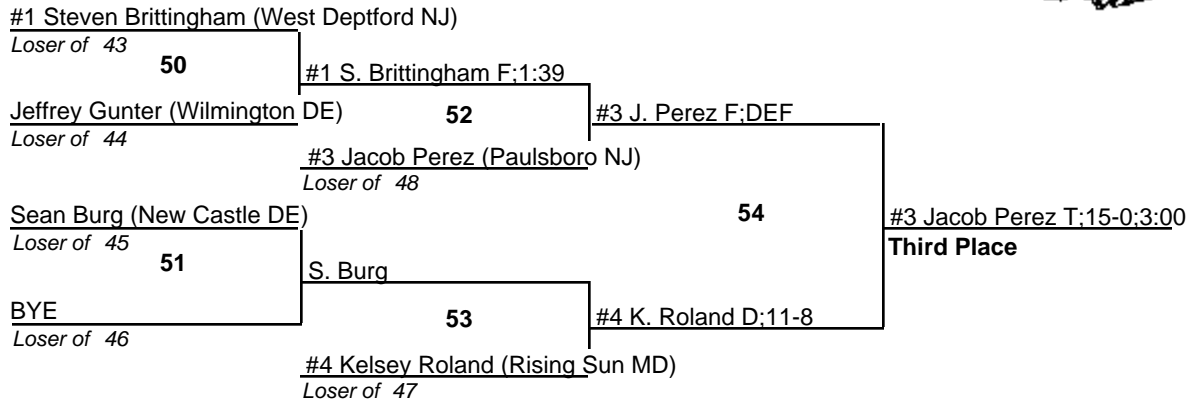 #1 Steven Brittingham (West Deptford NJ)
Loser of 43
50
#1 S. Brittingham F;1:39
Jeffrey Gunter (Wilmington DE)
Loser of 44
52
#3 J. Perez F;DEF
#3 Jacob Perez (Paulsboro NJ)
Loser of 48
Sean Burg (New Castle DE)
Loser of 45
54
#3 Jacob Perez T;15-0;3:00
Third Place
51
S. Burg
BYE
Loser of 46
53
#4 K. Roland D;11-8
#4 Kelsey Roland (Rising Sun MD)
Loser of 47